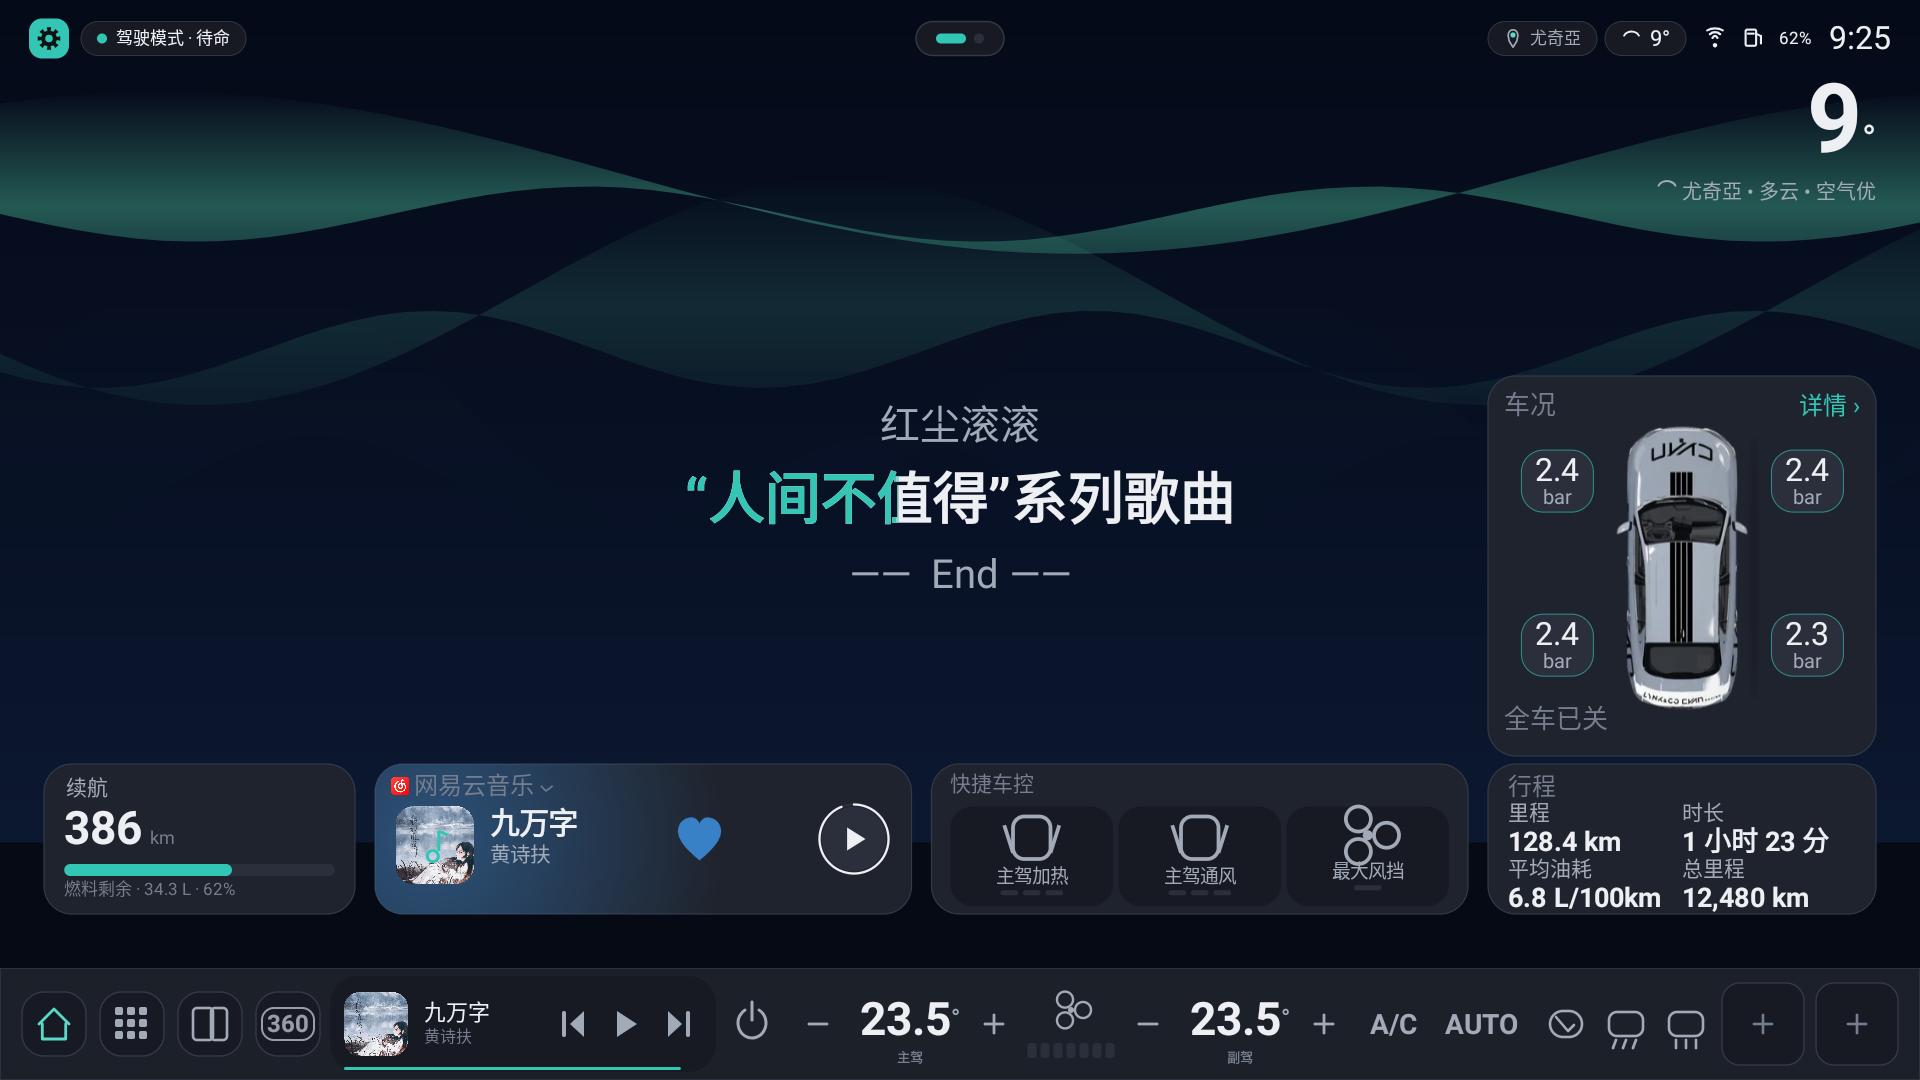 驾驶模式 · 待命
尤奇亞
9°
62%
9:25
9°
尤奇亞 • 多云 • 空气优
红尘滚滚
“人间不值得”系列歌曲
—— End ——
车况
详情 ›
2.4
bar
2.4
bar
2.4
bar
2.3
bar
全车已关
续航
386 km
燃料剩余 · 34.3 L · 62%
网易云音乐
九万字
黄诗扶
快捷车控
主驾加热
主驾通风
最大风挡
行程
里程
时长
128.4 km
1 小时 23 分
平均油耗
总里程
6.8 L/100km
12,480 km
360
九万字
黄诗扶
23.5°
主驾
23.5°
副驾
A/C
AUTO